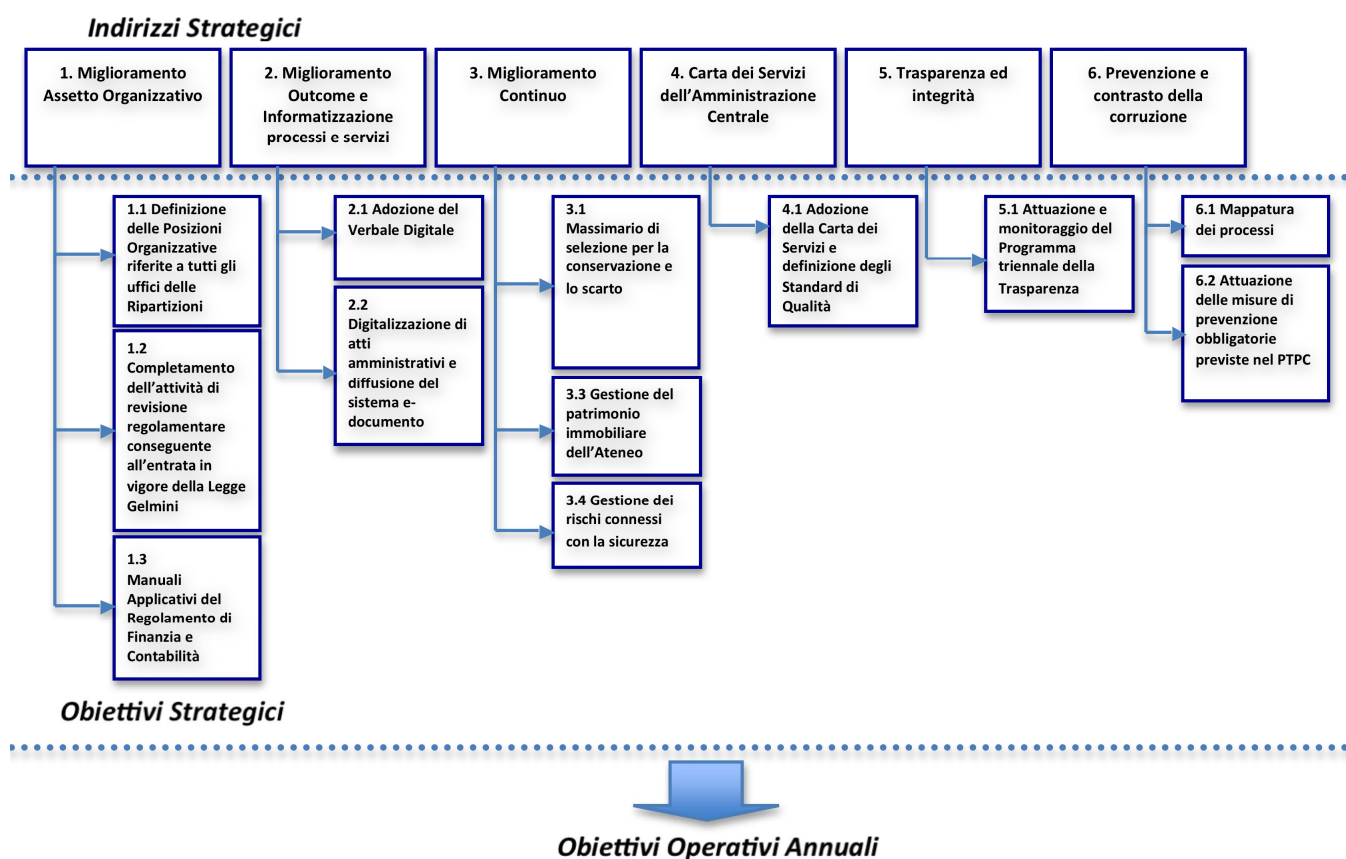 Indirizzi Strategici
1. Miglioramento
Assetto Organizzativo
2. Miglioramento
Outcome e
Informatizzazione
processi e servizi
3. Miglioramento
Continuo
4. Carta dei Servizi
dell’Amministrazione
Centrale
5. Trasparenza ed
integrità
6. Prevenzione e
contrasto della
corruzione
1.1 Definizione
delle Posizioni
Organizzative
riferite a tutti gli
uffici delle
Ripartizioni
1.2
Completamento
dell’attività di
revisione
regolamentare
conseguente
all’entrata in
vigore della Legge
Gelmini
1.3
Manuali
Applicativi del
Regolamento di
Finanzia e
Contabilità
2.1 Adozione del
Verbale Digitale
2.2
Digitalizzazione di
atti
amministrativi e
diffusione del
sistema e-
documento
3.1
Massimario di
selezione per la
conservazione e
lo scarto
3.3 Gestione del
patrimonio
immobiliare
dell’Ateneo
3.4 Gestione dei
rischi connessi
con la sicurezza
4.1 Adozione
della Carta dei
Servizi e
definizione degli
Standard di
Qualità
5.1 Attuazione e
monitoraggio del
Programma
triennale della
Trasparenza
6.1 Mappatura
dei processi
6.2 Attuazione
delle misure di
prevenzione
obbligatorie
previste nel PTPC
Obiettivi Strategici
Obiettivi Operativi Annuali